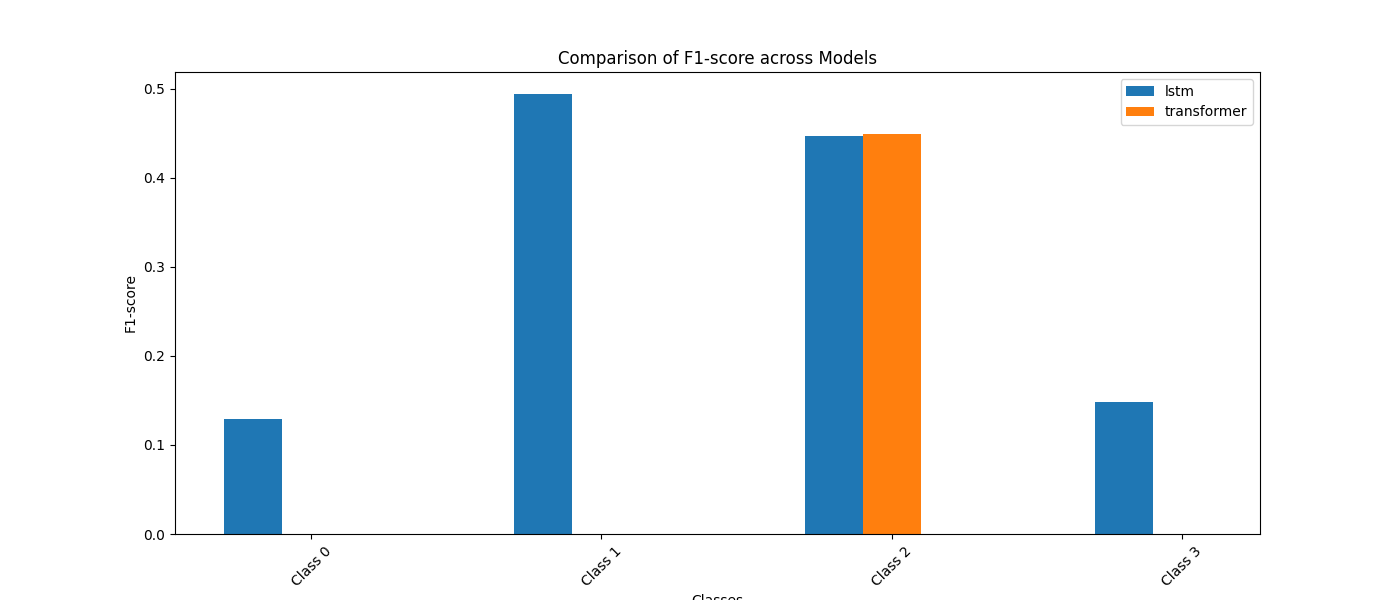 Comparison of F1-score across Models
lstm
transformer
F1-score
0.5
0.4
0.3
0.2
0.1
0.0
Class 0
Class 1
Class 2
Class 3
Classes